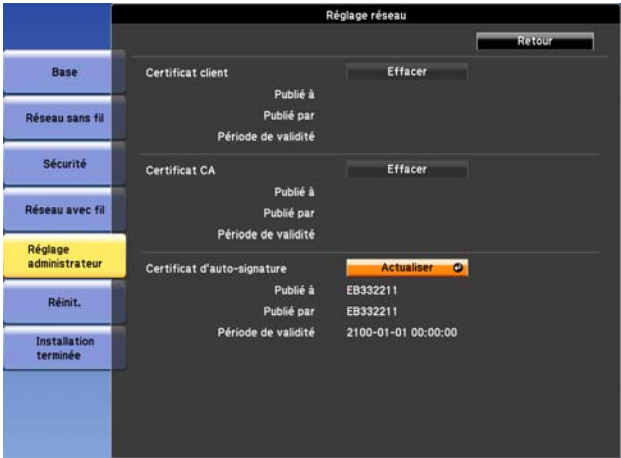 Réglage réseau
Retour
Base
Réseau sans fil
Sécurité
Réseau avec fil
Réglage
administrateur
Réinit.
Installation
terminée
Certificat client Effacer
Publié à
Publié par
Période de validité
Certificat CA Effacer
Publié à
Publié par
Période de validité
Certificat d'auto-signature Actualiser
Publié à EB332211
Publié par EB332211
Période de validité 2100-01-01 00:00:00